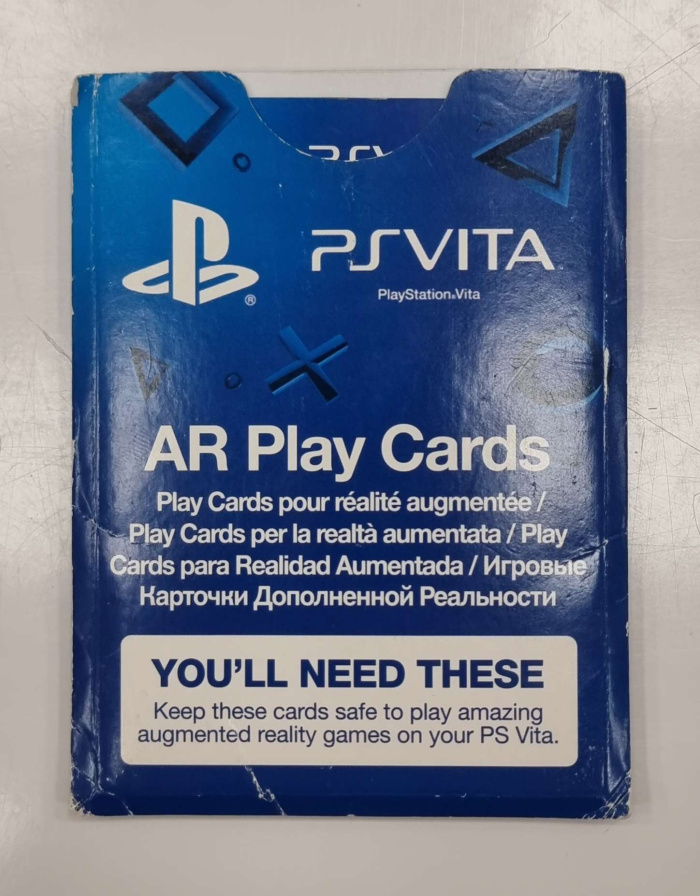 PSVITA
PlayStation®Vita
AR Play Cards
Play Cards pour réalité augmentée /
Play Cards per la realtà aumentata / Play
Cards para Realidad Aumentada / Игровые
Карточки Дополненной Реальности
YOU'LL NEED THESE
Keep these cards safe to play amazing
augmented reality games on your PS Vita.